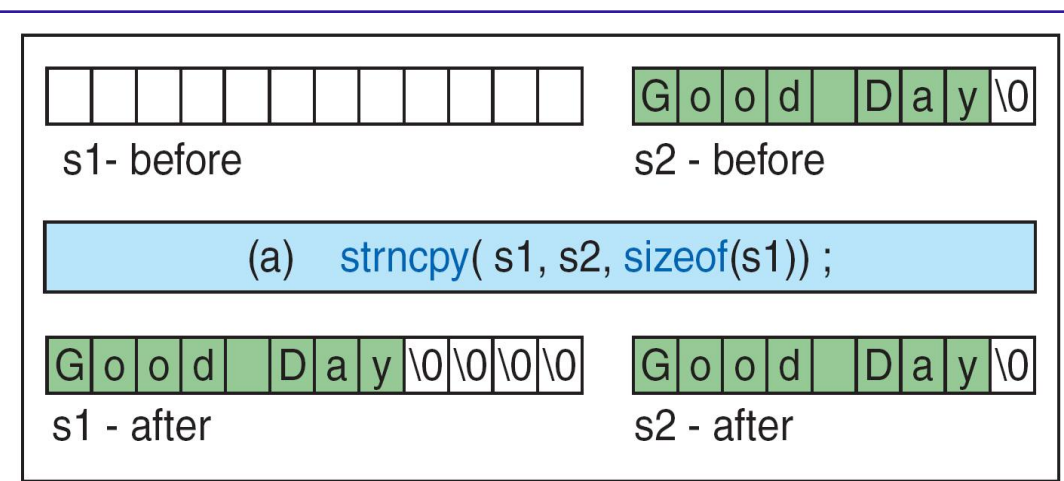 G o o d D a y \0
s1- before s2 - before
(a) strncpy( s1, s2, sizeof(s1)) ;
G o o d D a y \0 \0 \0 \0 G o o d D a y \0
s1 - after s2 - after